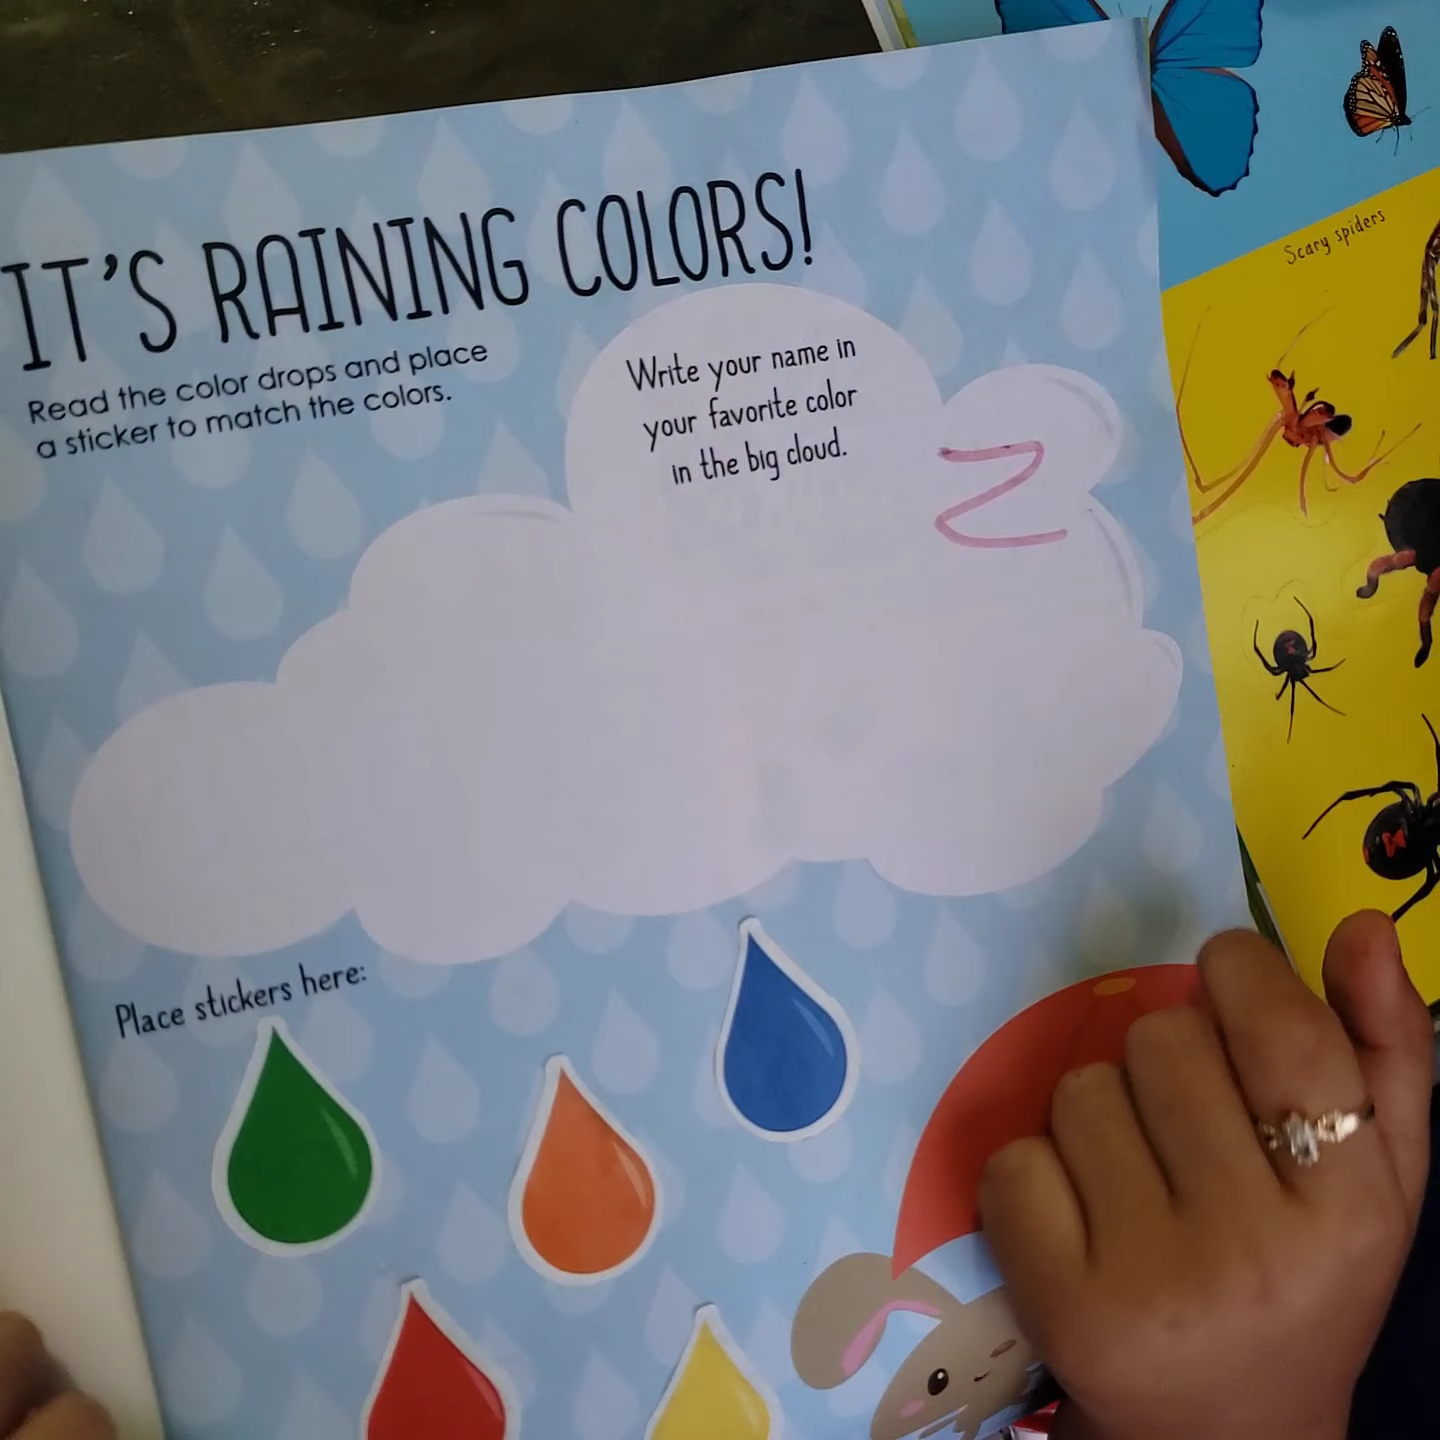 IT'S RAINING COLORS!
Read the color drops and place
a sticker to match the colors.
Write your name in
your favorite color
in the big cloud.
Z
Place stickers here:
Scary spiders